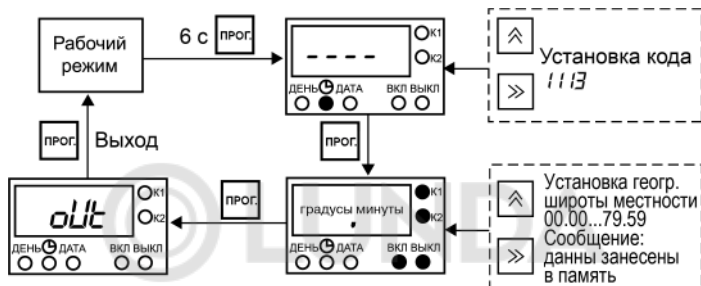 Рабочий
режим
6 с
ПРОГ.
- - - -
К1
К2
ДЕНЬ ДАТА ВКЛ ВЫКЛ
Установка кода
1113
ПРОГ.
Выход
ПРОГ.
ПРОГ.
oUt
К1
К2
ДЕНЬ ДАТА ВКЛ ВЫКЛ
градусы минуты
,
К1
К2
ДЕНЬ ДАТА ВКЛ ВЫКЛ
Установка геогр.
широты местности
00.00...79.59
Сообщение:
данны занесены
в память
LUNDA